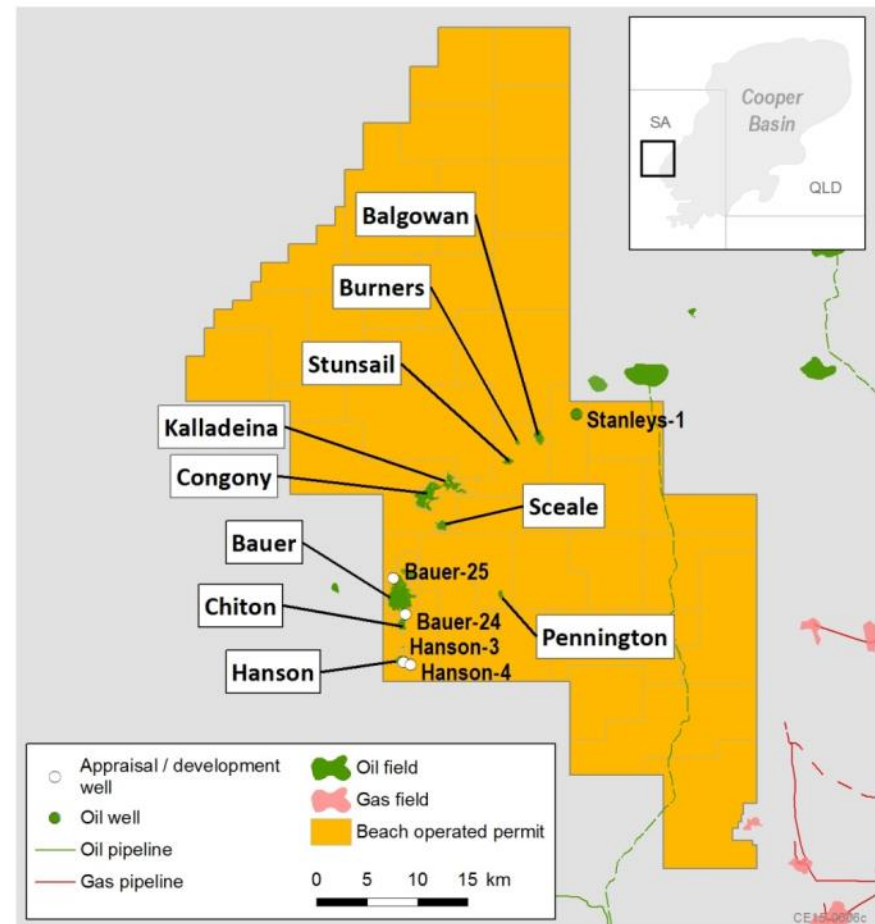 Cooper
Basin
SA
QLD
Balgowan
Burners
Stunsail
Kalladeina
Stanleys-1
Congony
Sceale
Bauer
Bauer-25
Chiton
Bauer-24
Pennington
Hanson-3
Hanson
Hanson-4
Appraisal / development
well
Oil well
Oil pipeline
Gas pipeline
Oil field
Gas field
Beach operated permit
0 5 10 15 km
CE15-0606c